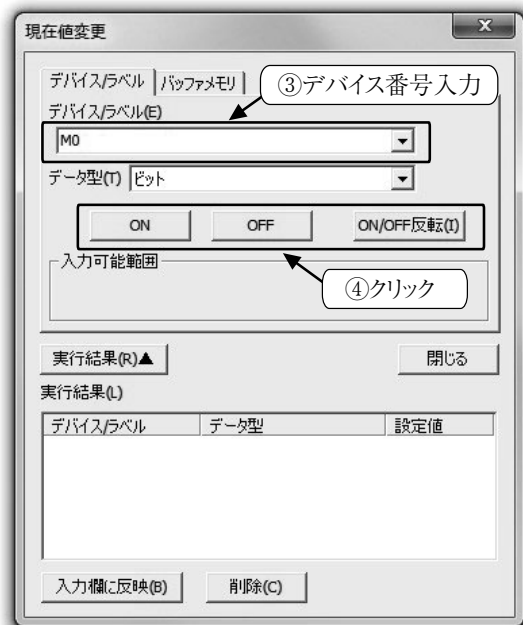 現在値変更
x
デバイス/ラベル バッファメモリ
③デバイス番号入力
デバイス/ラベル(E)
M0
データ型(T) ビット
ON OFF ON/OFF反転(I)
入力可能範囲
④クリック
実行結果(R)▲ 閉じる
実行結果(L)
デバイス/ラベル データ型 設定値
入力欄に反映(B) 削除(C)